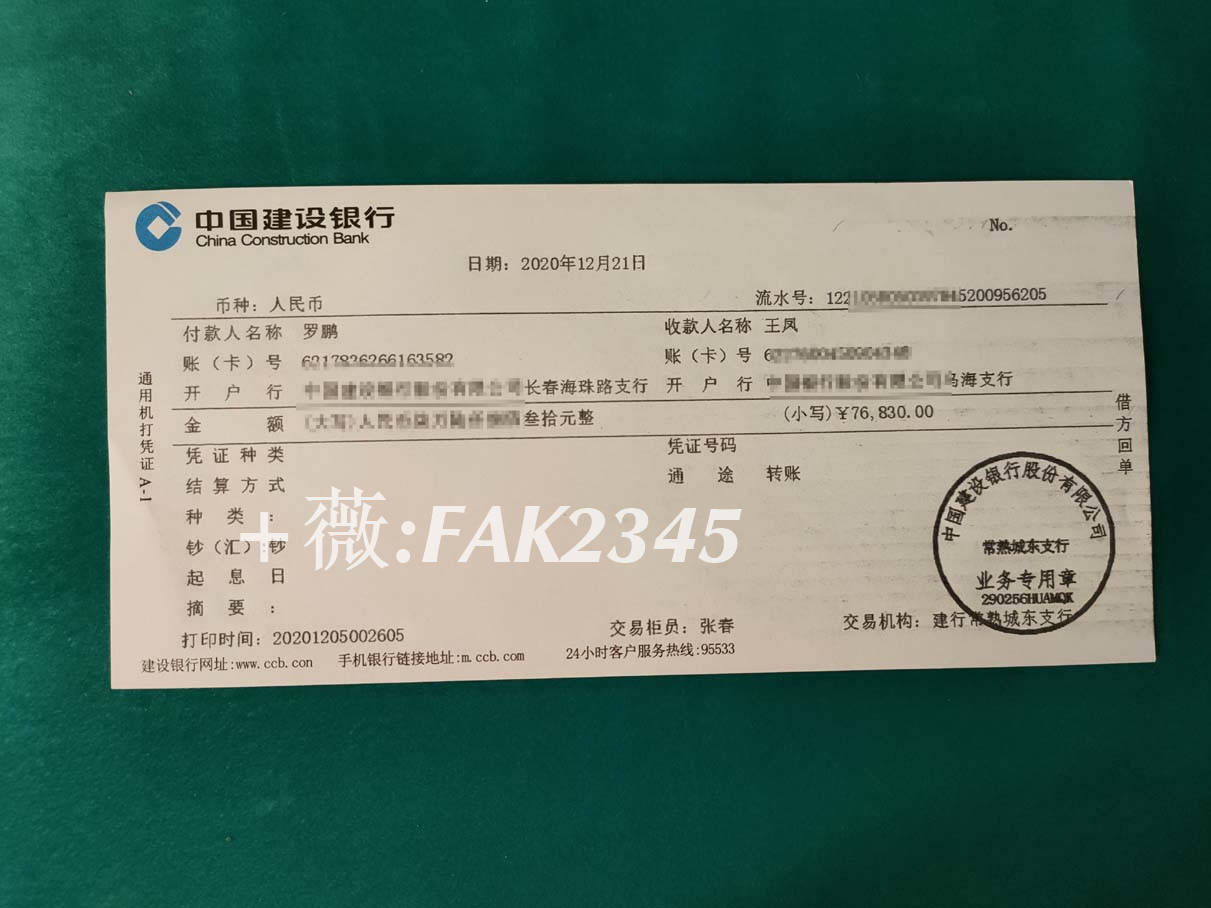 中国建设银行
China Construction Bank
No.
日期：2020年12月21日
币种：人民币 流水号：122 5200956205
付款人名称 罗鹏 收款人名称 王凤
账（卡）号 6217836266163582 账（卡）号 6
开户行 长春海珠路支行 开户行 乌海支行
金额 叁拾元整 (小写)￥76,830.00
凭证种类 凭证号码
结算方式 通途 转账
种类：
钞（汇）:钞
起息日
摘要：
+薇:FAK2345
通用机打凭证 A-1
借方回单
中国建设银行股份有限公司
常熟城东支行
业务专用章
290256HUAMQK
打印时间：20201205002605 交易柜员：张春 交易机构：建行常熟城东支行
建设银行网址:www.ccb.con 手机银行链接地址:m.ccb.com 24小时客户服务热线:95533